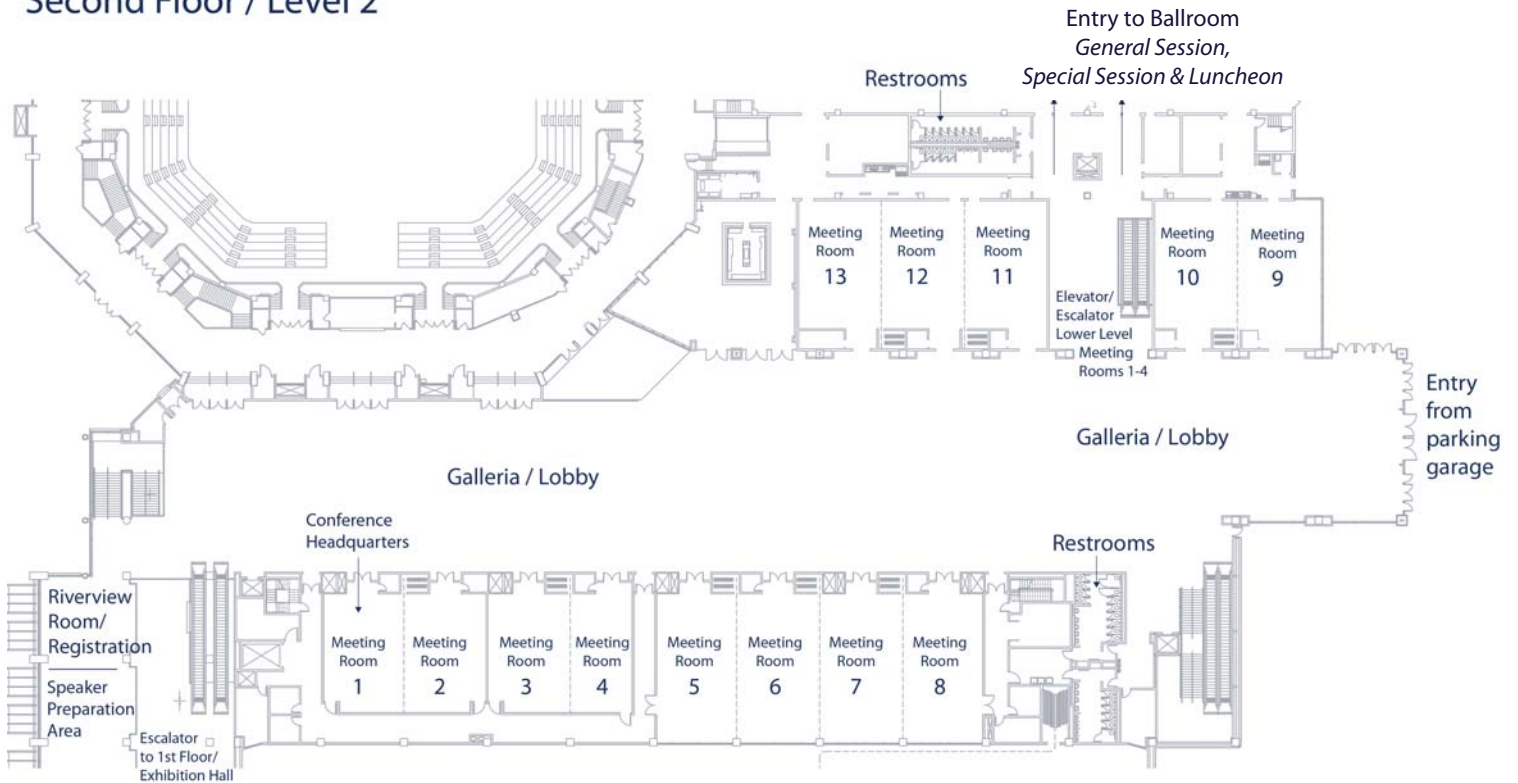 Second Floor / Level 2
Entry to Ballroom
General Session,
Special Session & Luncheon
Restrooms
Meeting
Room
13
Meeting
Room
12
Meeting
Room
11
Meeting
Room
10
Meeting
Room
9
Elevator/
Escalator
Lower Level
Meeting
Rooms 1-4
Entry
from
parking
garage
Galleria / Lobby
Galleria / Lobby
Conference
Headquarters
Restrooms
Riverview
Room/
Registration
Speaker
Preparation
Area
Escalator
to 1st Floor/
Exhibition Hall
Meeting
Room
1
Meeting
Room
2
Meeting
Room
3
Meeting
Room
4
Meeting
Room
5
Meeting
Room
6
Meeting
Room
7
Meeting
Room
8